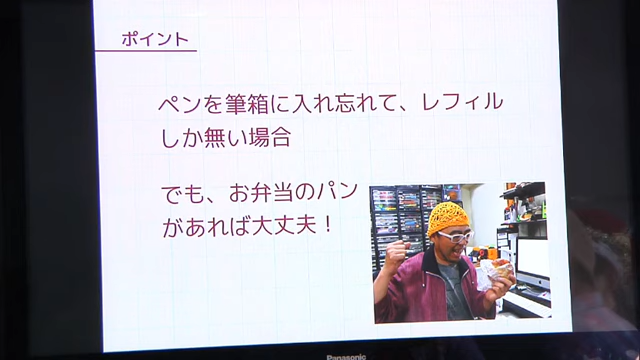 ポイント
ペンを筆箱に入れ忘れて、レフィル
しか無い場合
でも、お弁当のパン
があれば大丈夫！
Panasonic